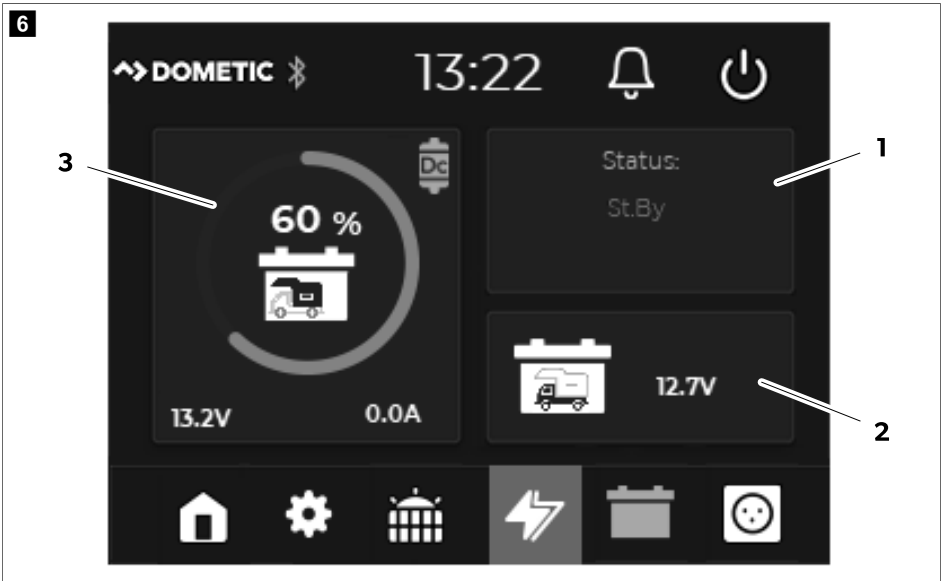 6
DOMETIC 13:22
3
Dc
60 %
13.2V 0.0A
Status:
St.By
1
12.7V
2